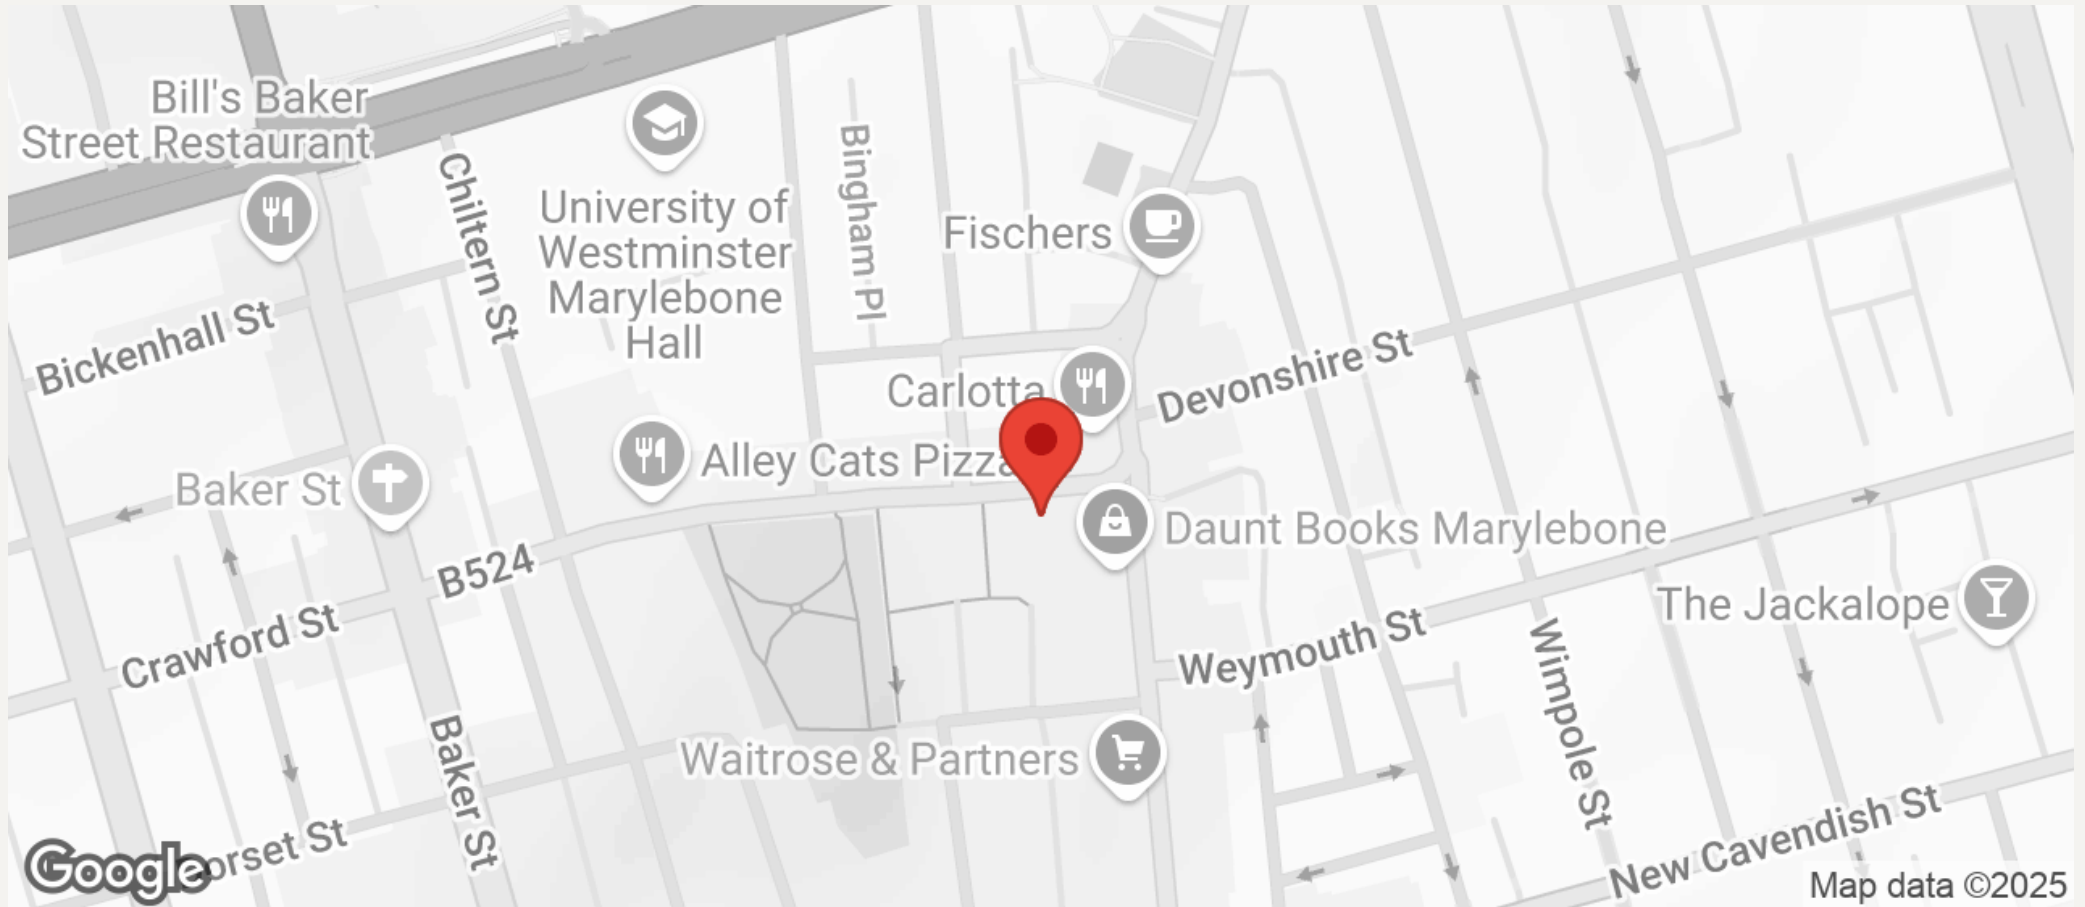 Bill's Baker
Street Restaurant
Chiltern St
University of
Westminster
Marylebone
Hall
Bingham Pl
Fischers
Bickenhall St
Carlotta
Devonshire St
Alley Cats Pizza
Baker St
Daunt Books Marylebone
B524
Crawford St
The Jackalope
Weymouth St
Wimpole St
Waitrose & Partners
Baker St
orset St
New Cavendish St
Google
Map data ©2025